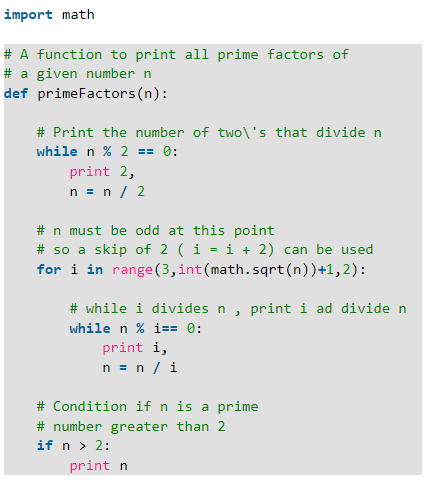 import math
# A function to print all prime factors of
# a given number n
def primeFactors(n):
    # Print the number of two\'s that divide n
    while n % 2 == 0:
        print 2,
        n = n / 2
    # n must be odd at this point
    # so a skip of 2 ( i = i + 2) can be used
    for i in range(3,int(math.sqrt(n))+1,2):
        # while i divides n , print i ad divide n
        while n % i== 0:
            print i,
            n = n / i
    # Condition if n is a prime
    # number greater than 2
    if n > 2:
        print n